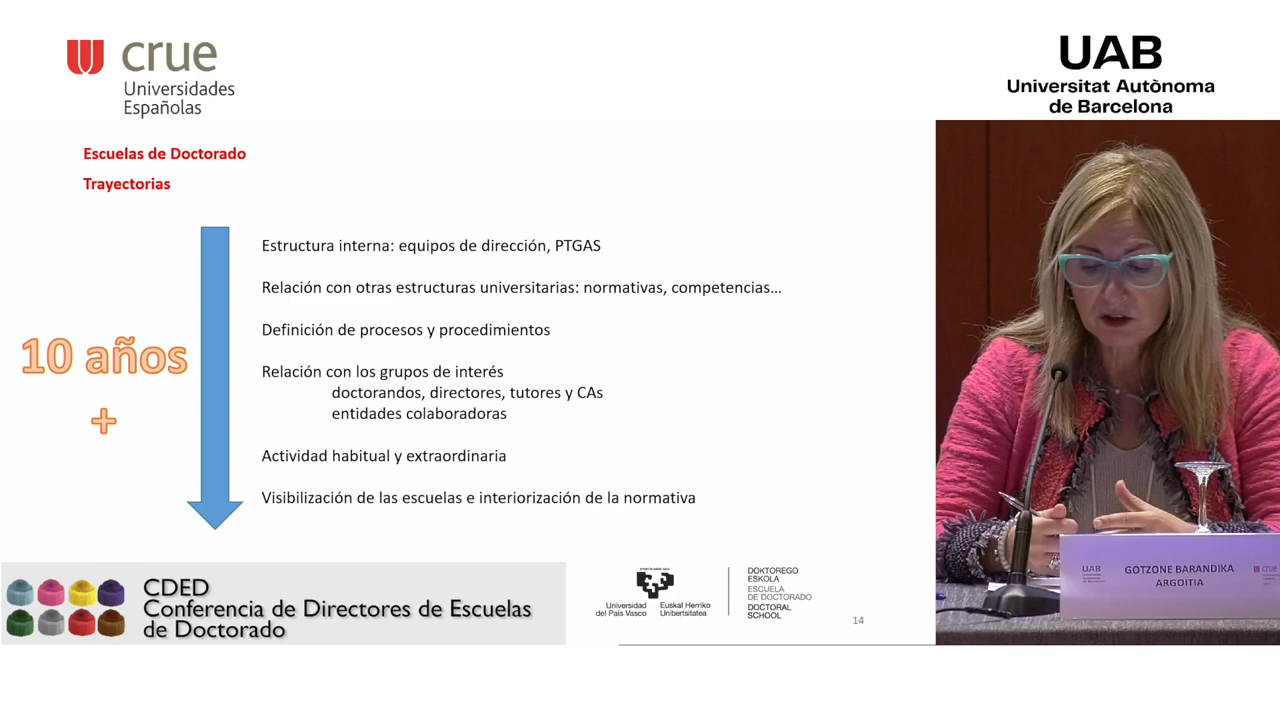 crue
Universidades
Españolas
UAB
Universitat Autònoma
de Barcelona
Escuelas de Doctorado
Trayectorias
10 años
+
Estructura interna: equipos de dirección, PTGAS
Relación con otras estructuras universitarias: normativas, competencias...
Definición de procesos y procedimientos
Relación con los grupos de interés
doctorandos, directores, tutores y CAs
entidades colaboradoras
Actividad habitual y extraordinaria
Visibilización de las escuelas e interiorización de la normativa
CDED
Conferencia de Directores de Escuelas
de Doctorado
Universidad
del País Vasco
Euskal Herriko
Unibertsitatea
DOKTOREGO
ESKOLA
ESCUELA
DE DOCTORADO
DOCTORAL
SCHOOL
14
UAB
GOTZONE BARANDIKA
ARGOITIA
crue